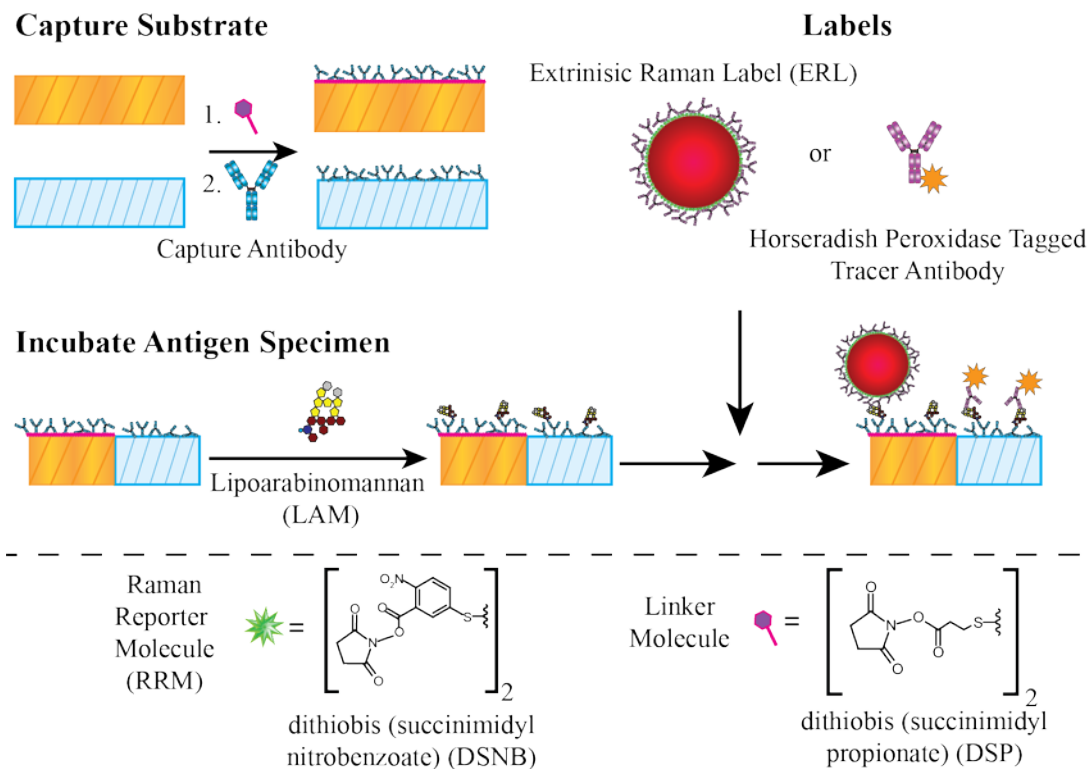 Capture Substrate
1.
2.
Capture Antibody
Labels
Extrinisic Raman Label (ERL)
or
Horseradish Peroxidase Tagged
Tracer Antibody
Incubate Antigen Specimen
Lipoarabinomannan
(LAM)
Raman
Reporter
Molecule
(RRM)
=
O
N
O
O
O
NO₂
S
2
dithiobis (succinimidyl
nitrobenzoate) (DSNB)
Linker
Molecule
=
O
N
O
O
O
S
2
dithiobis (succinimidyl
propionate) (DSP)